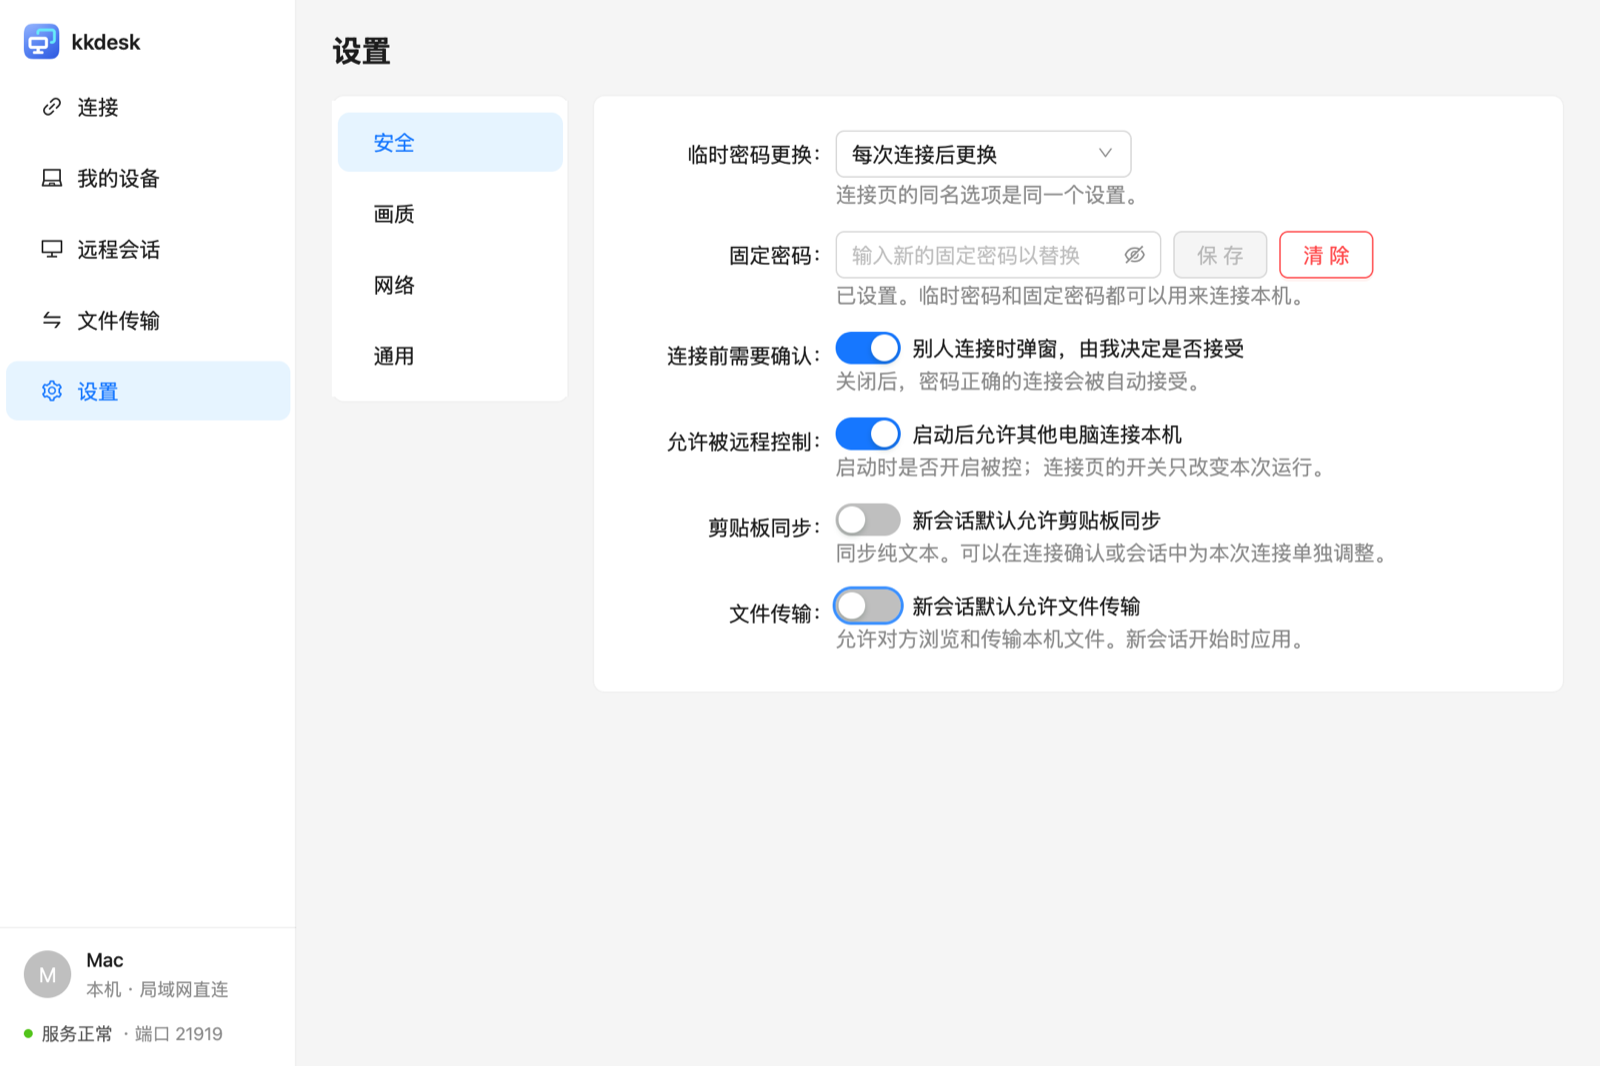 kkdesk
连接
我的设备
远程会话
文件传输
设置
Mac
M
本机 · 局域网直连
服务正常 · 端口 21919
设置
安全
画质
网络
通用
临时密码更换： 每次连接后更换
连接页的同名选项是同一个设置。
固定密码： 输入新的固定密码以替换 保存 清除
已设置。临时密码和固定密码都可以用来连接本机。
连接前需要确认： 别人连接时弹窗，由我决定是否接受
关闭后，密码正确的连接会被自动接受。
允许被远程控制： 启动后允许其他电脑连接本机
启动时是否开启被控；连接页的开关只改变本次运行。
剪贴板同步： 新会话默认允许剪贴板同步
同步纯文本。可以在连接确认或会话中为本次连接单独调整。
文件传输： 新会话默认允许文件传输
允许对方浏览和传输本机文件。新会话开始时应用。